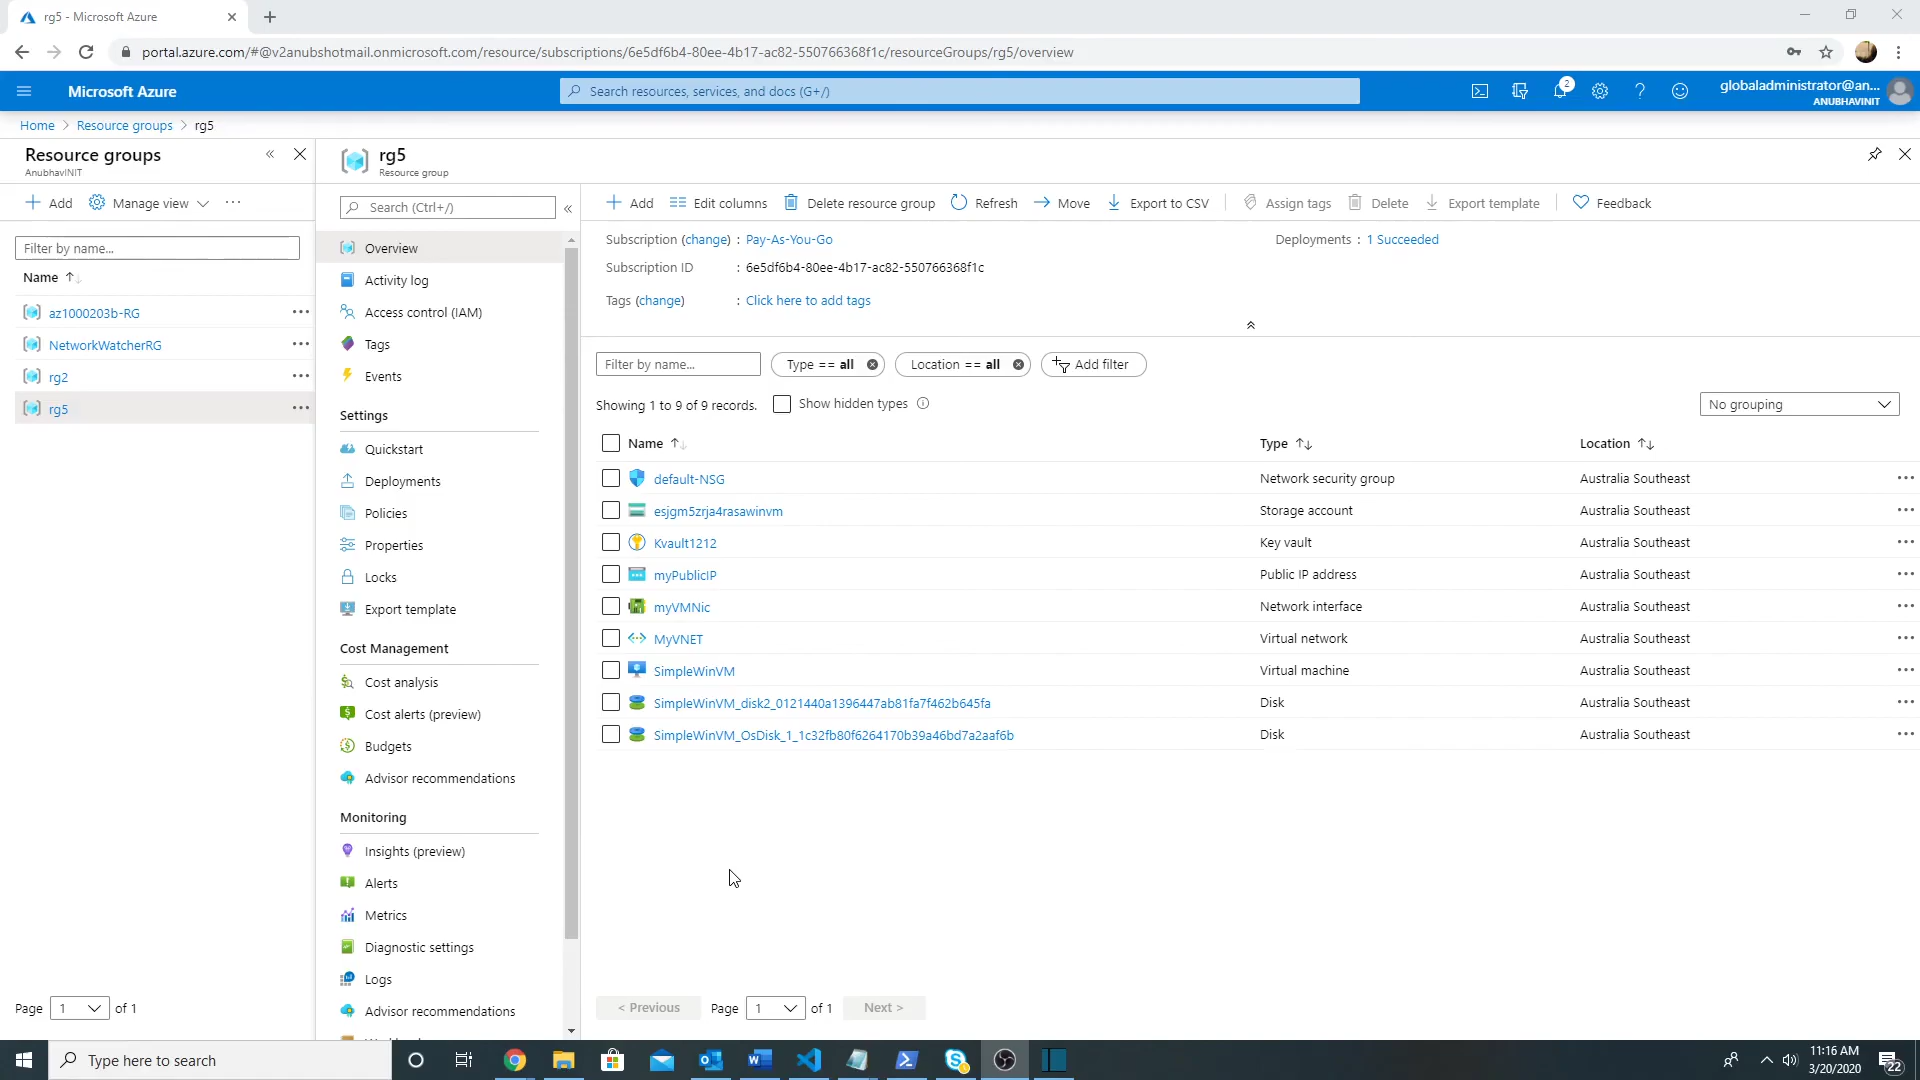 rg5 - Microsoft Azure
portal.azure.com/#@v2anubshotmail.onmicrosoft.com/resource/subscriptions/6e5df6b4-80ee-4b17-ac82-550766368f1c/resourceGroups/rg5/overview
Microsoft Azure
Search resources, services, and docs (G+/)
2
globaladministrator@an...
ANUBHAVINIT
Home > Resource groups > rg5
Resource groups
AnubhavINIT
Add
Manage view
Filter by name...
Name
az1000203b-RG
NetworkWatcherRG
rg2
rg5
Page 1 of 1
rg5
Resource group
Search (Ctrl+/)
Overview
Activity log
Access control (IAM)
Tags
Events
Settings
Quickstart
Deployments
Policies
Properties
Locks
Export template
Cost Management
Cost analysis
Cost alerts (preview)
Budgets
Advisor recommendations
Monitoring
Insights (preview)
Alerts
Metrics
Diagnostic settings
Logs
Advisor recommendations
Add Edit columns Delete resource group Refresh Move Export to CSV Assign tags Delete Export template Feedback
Subscription (change) : Pay-As-You-Go Deployments : 1 Succeeded
Subscription ID : 6e5df6b4-80ee-4b17-ac82-550766368f1c
Tags (change) : Click here to add tags
Filter by name... Type == all Location == all Add filter
Showing 1 to 9 of 9 records. Show hidden types No grouping
Name Type Location
default-NSG Network security group Australia Southeast
esjgm5zrja4rasawinvm Storage account Australia Southeast
Kvault1212 Key vault Australia Southeast
myPublicIP Public IP address Australia Southeast
myVMNic Network interface Australia Southeast
MyVNET Virtual network Australia Southeast
SimpleWinVM Virtual machine Australia Southeast
SimpleWinVM_disk2_0121440a1396447ab81fa7f462b645fa Disk Australia Southeast
SimpleWinVM_OsDisk_1_1c32fb80f6264170b39a46bd7a2aaf6b Disk Australia Southeast
< Previous Page 1 of 1 Next >
Type here to search
11:16 AM
3/20/2020
22